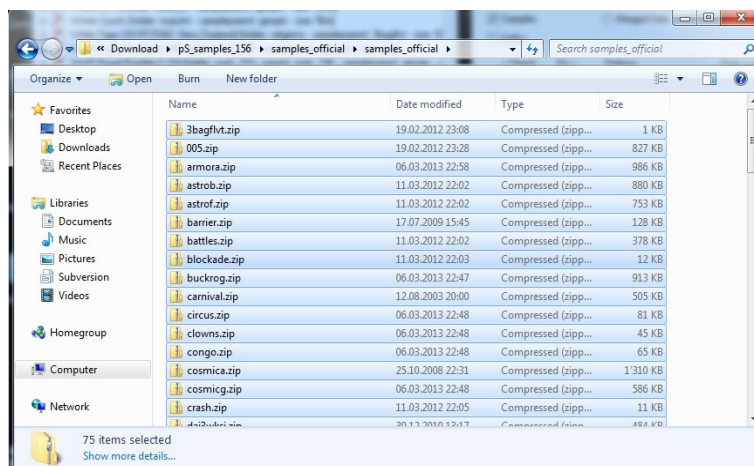 « Download ▸ pS_samples_156 ▸ samples_official ▸ samples_official ▸
Search samples_official
Organize Open Burn New folder
Favorites
Desktop
Downloads
Recent Places
Libraries
Documents
Music
Pictures
Subversion
Videos
Homegroup
Computer
Network
Name Date modified Type Size
3bagflvt.zip 19.02.2012 23:08 Compressed (zipp... 1 KB
005.zip 19.02.2012 23:28 Compressed (zipp... 827 KB
armora.zip 06.03.2013 22:58 Compressed (zipp... 986 KB
astrob.zip 11.03.2012 22:02 Compressed (zipp... 880 KB
astrof.zip 11.03.2012 22:02 Compressed (zipp... 753 KB
barrier.zip 17.07.2009 15:45 Compressed (zipp... 128 KB
battles.zip 11.03.2012 22:02 Compressed (zipp... 378 KB
blockade.zip 11.03.2012 22:03 Compressed (zipp... 12 KB
buckrog.zip 06.03.2013 22:47 Compressed (zipp... 913 KB
carnival.zip 12.08.2003 20:00 Compressed (zipp... 505 KB
circus.zip 06.03.2013 22:48 Compressed (zipp... 81 KB
clowns.zip 06.03.2013 22:48 Compressed (zipp... 45 KB
congo.zip 06.03.2013 22:48 Compressed (zipp... 65 KB
cosmica.zip 25.10.2008 22:31 Compressed (zipp... 1'310 KB
cosmicg.zip 06.03.2013 22:48 Compressed (zipp... 586 KB
crash.zip 11.03.2012 22:05 Compressed (zipp... 11 KB
75 items selected
Show more details...